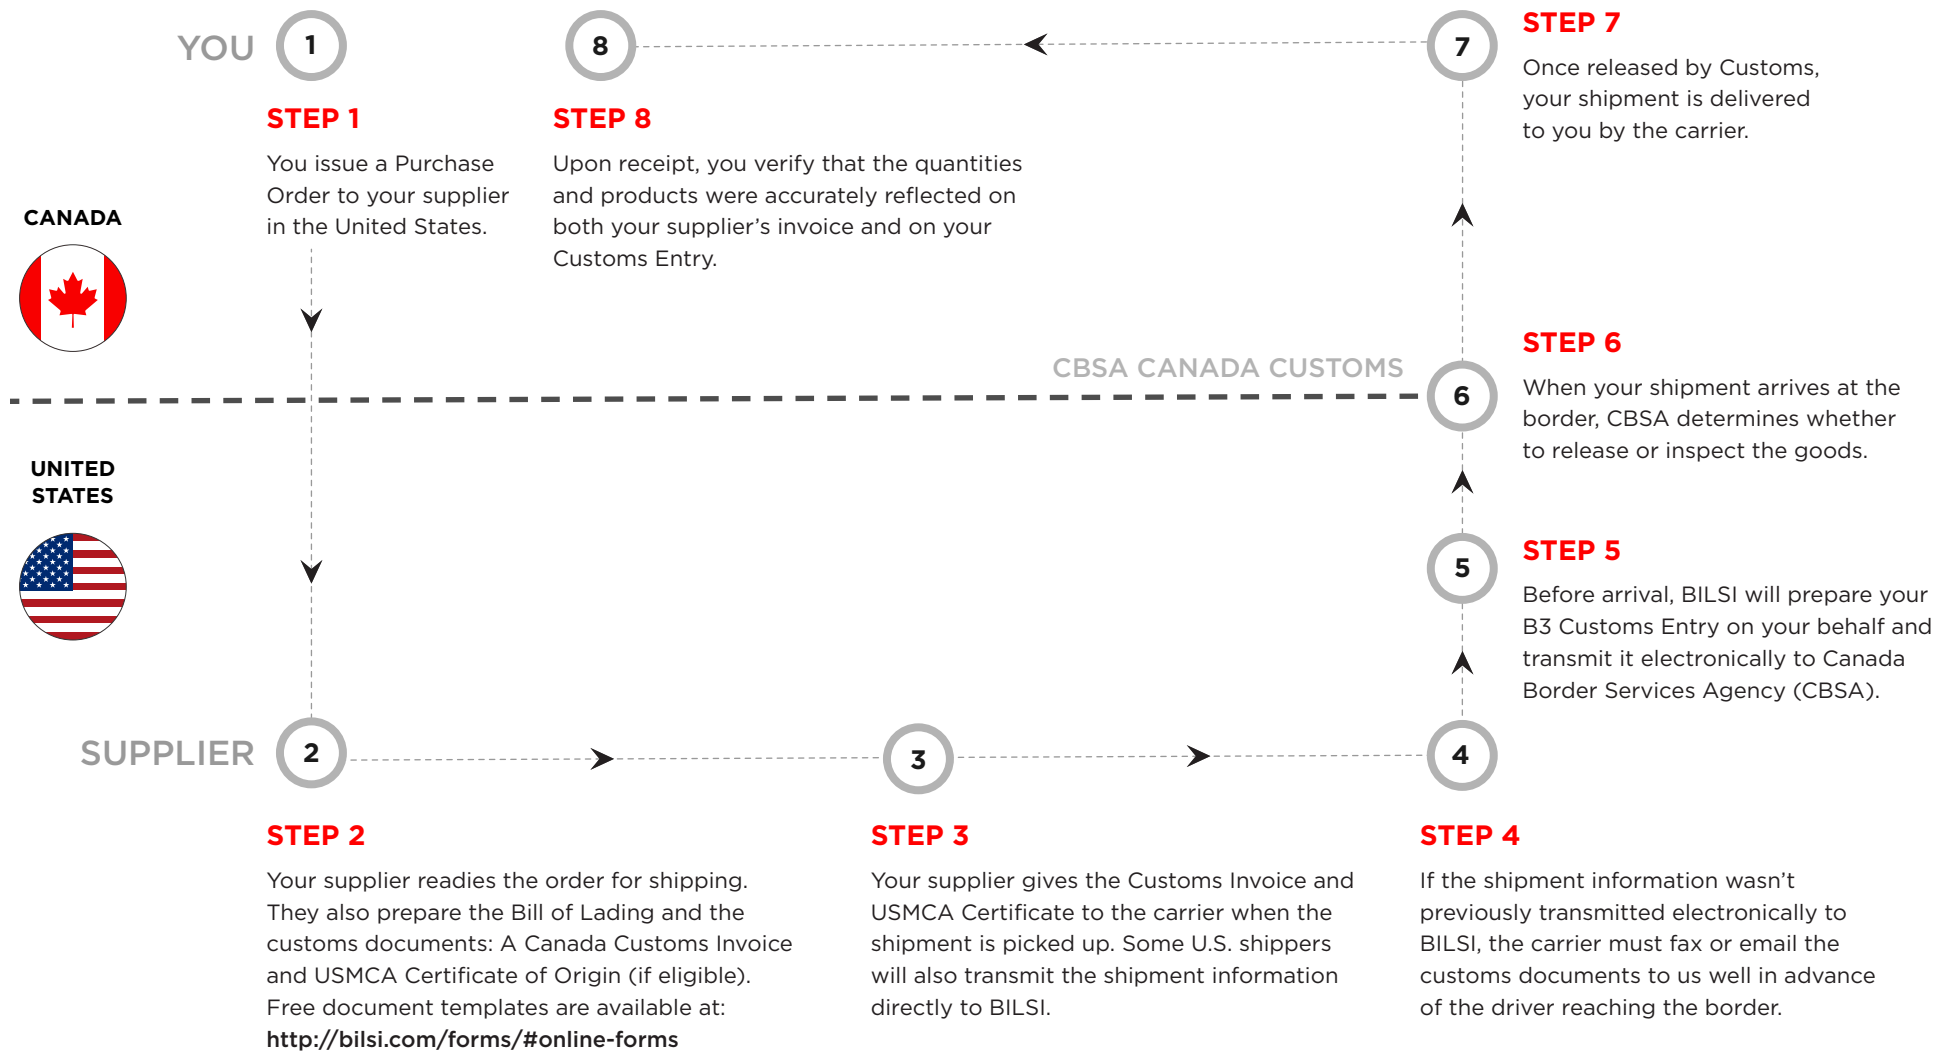 YOU
1
STEP 1
You issue a Purchase
Order to your supplier
in the United States.
8
STEP 8
Upon receipt, you verify that the quantities
and products were accurately reflected on
both your supplier’s invoice and on your
Customs Entry.
7
STEP 7
Once released by Customs,
your shipment is delivered
to you by the carrier.
CANADA
CBSA CANADA CUSTOMS
6
STEP 6
When your shipment arrives at the
border, CBSA determines whether
to release or inspect the goods.
UNITED
STATES
5
STEP 5
Before arrival, BILSI will prepare your
B3 Customs Entry on your behalf and
transmit it electronically to Canada
Border Services Agency (CBSA).
SUPPLIER
2
STEP 2
Your supplier readies the order for shipping.
They also prepare the Bill of Lading and the
customs documents: A Canada Customs Invoice
and USMCA Certificate of Origin (if eligible).
Free document templates are available at:
http://bilsi.com/forms/#online-forms
3
STEP 3
Your supplier gives the Customs Invoice and
USMCA Certificate to the carrier when the
shipment is picked up. Some U.S. shippers
will also transmit the shipment information
directly to BILSI.
4
STEP 4
If the shipment information wasn’t
previously transmitted electronically to
BILSI, the carrier must fax or email the
customs documents to us well in advance
of the driver reaching the border.